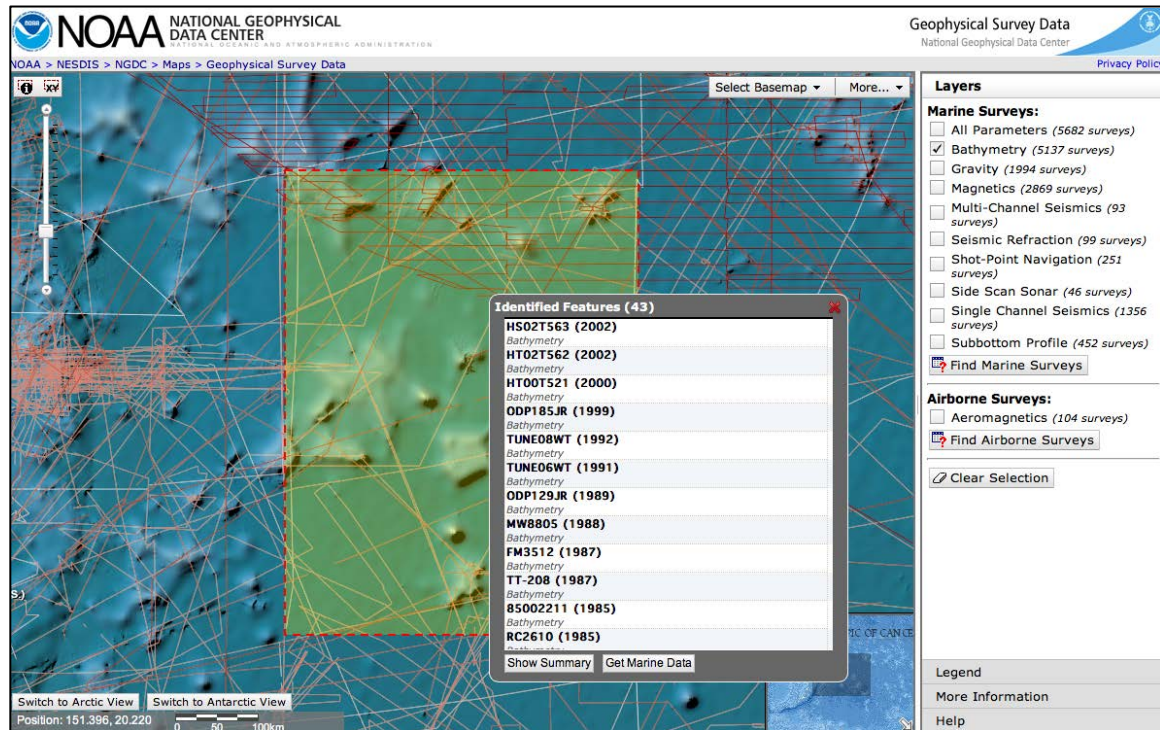 NOAA
NATIONAL GEOPHYSICAL
DATA CENTER
NATIONAL OCEANIC AND ATMOSPHERIC ADMINISTRATION
Geophysical Survey Data
National Geophysical Data Center
NOAA > NESDIS > NGDC > Maps > Geophysical Survey Data
Privacy Policy
XY
Select Basemap
More...
Identified Features (43)
HS02T563 (2002)
Bathymetry
HT02T562 (2002)
Bathymetry
HT00T521 (2000)
Bathymetry
ODP185JR (1999)
Bathymetry
TUNE08WT (1992)
Bathymetry
TUNE06WT (1991)
Bathymetry
ODP129JR (1989)
Bathymetry
MW8805 (1988)
Bathymetry
FM3512 (1987)
Bathymetry
TT-208 (1987)
Bathymetry
85002211 (1985)
Bathymetry
RC2610 (1985)
Bathymetry
Show Summary
Get Marine Data
S.)
IC OF CANCE
Switch to Arctic View
Switch to Antarctic View
Position: 151.396, 20.220
0 50 100km
Layers
Marine Surveys:
All Parameters (5682 surveys)
Bathymetry (5137 surveys)
Gravity (1994 surveys)
Magnetics (2869 surveys)
Multi-Channel Seismics (93
surveys)
Seismic Refraction (99 surveys)
Shot-Point Navigation (251
surveys)
Side Scan Sonar (46 surveys)
Single Channel Seismics (1356
surveys)
Subbottom Profile (452 surveys)
Find Marine Surveys
Airborne Surveys:
Aeromagnetics (104 surveys)
Find Airborne Surveys
Clear Selection
Legend
More Information
Help